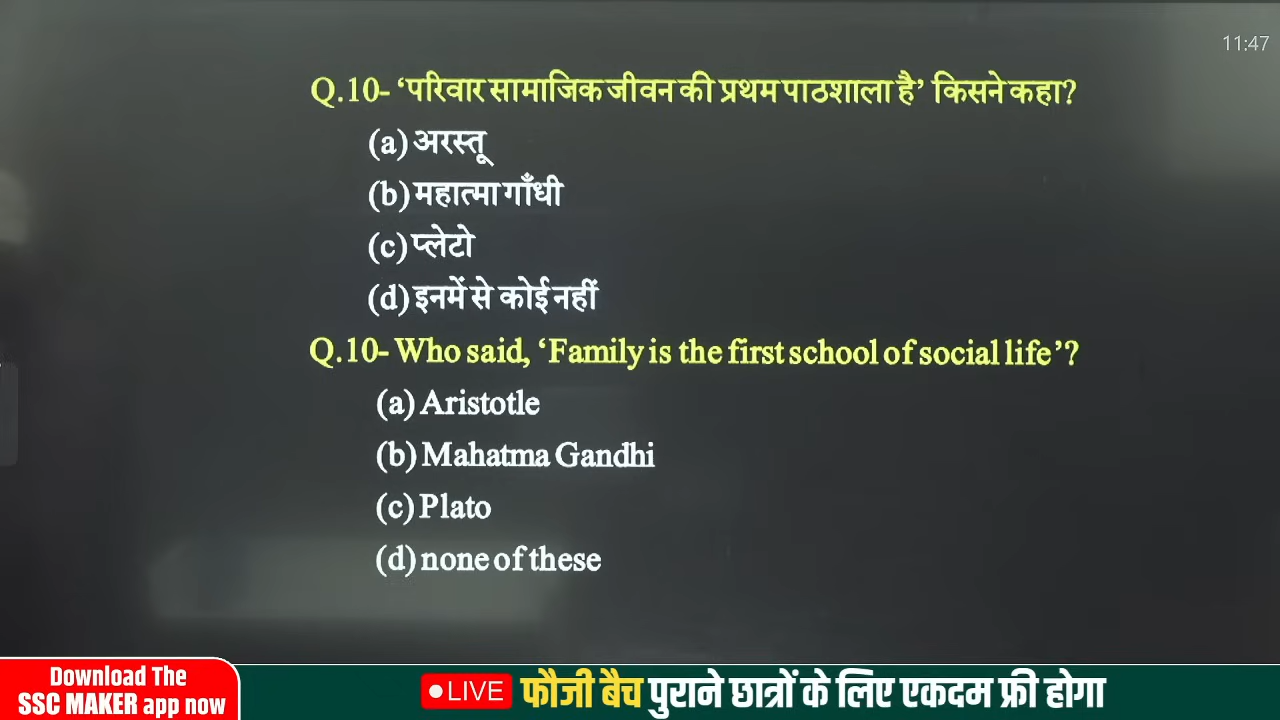 11:47
Q.10- ‘परिवार सामाजिक जीवन की प्रथम पाठशाला है’ किसने कहा?
(a) अरस्तू
(b) महात्मा गाँधी
(c) प्लेटो
(d) इनमें से कोई नहीं
Q.10- Who said, ‘Family is the first school of social life’?
(a) Aristotle
(b) Mahatma Gandhi
(c) Plato
(d) none of these
Download The
SSC MAKER app now
LIVE फौजी बैच पुराने छात्रों के लिए एकदम फ्री होगा